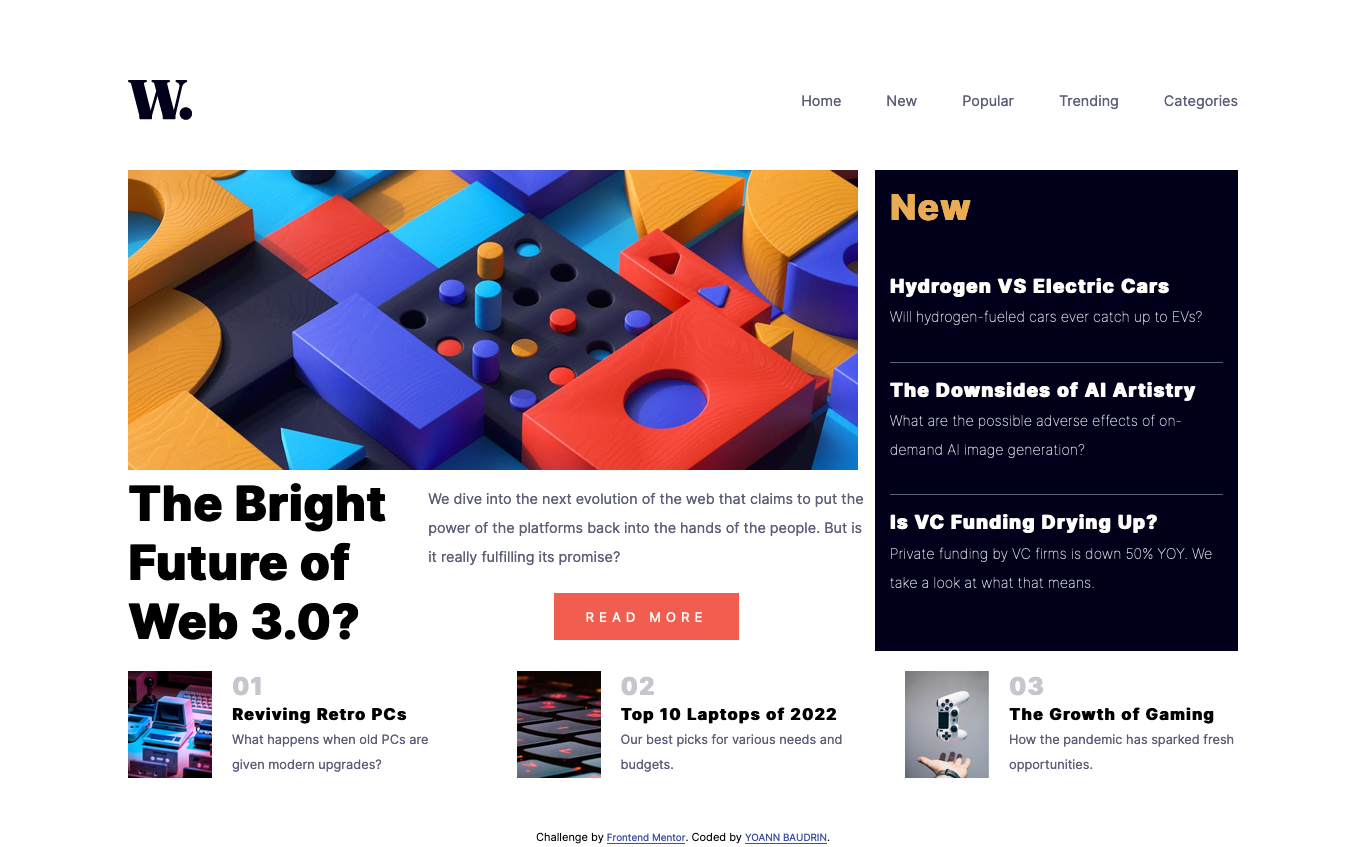 W.
Home New Popular Trending Categories
New
Hydrogen VS Electric Cars
Will hydrogen-fueled cars ever catch up to EVs?
The Downsides of AI Artistry
What are the possible adverse effects of on-
demand AI image generation?
Is VC Funding Drying Up?
Private funding by VC firms is down 50% YOY. We
take a look at what that means.
The Bright
Future of
Web 3.0?
We dive into the next evolution of the web that claims to put the
power of the platforms back into the hands of the people. But is
it really fulfilling its promise?
READ MORE
01
Reviving Retro PCs
What happens when old PCs are
given modern upgrades?
02
Top 10 Laptops of 2022
Our best picks for various needs and
budgets.
03
The Growth of Gaming
How the pandemic has sparked fresh
opportunities.
Challenge by Frontend Mentor. Coded by YOANN BAUDRIN.